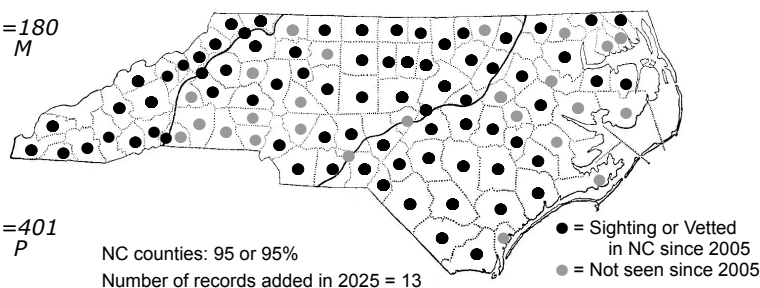 =180
M
=401
P
NC counties: 95 or 95%
Number of records added in 2025 = 13
= Sighting or Vetted
in NC since 2005
= Not seen since 2005